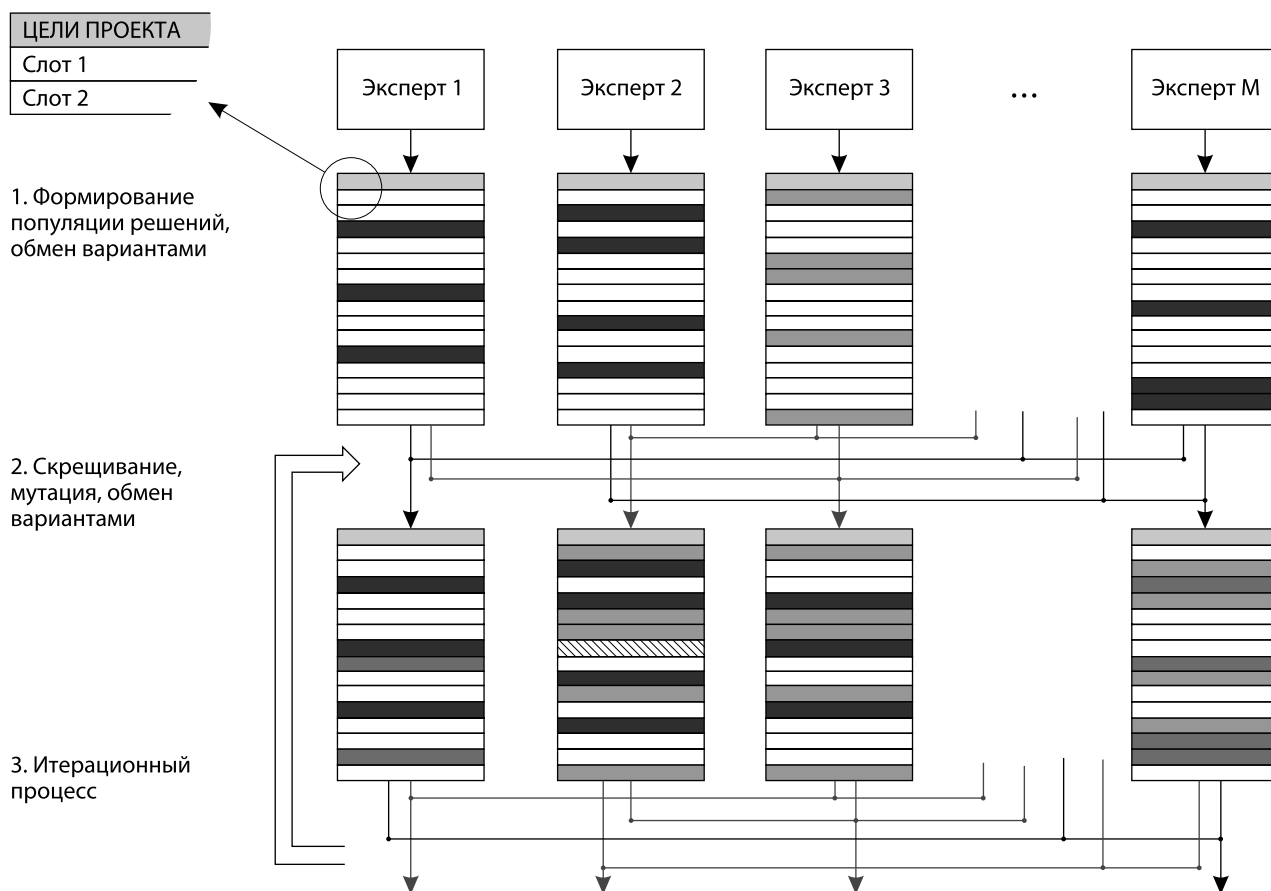 ЦЕЛИ ПРОЕКТА
Слот 1
Слот 2
Эксперт 1
Эксперт 2
Эксперт 3
...
Эксперт М
1. Формирование
популяции решений,
обмен вариантами
2. Скрещивание,
мутация, обмен
вариантами
3. Итерационный
процесс